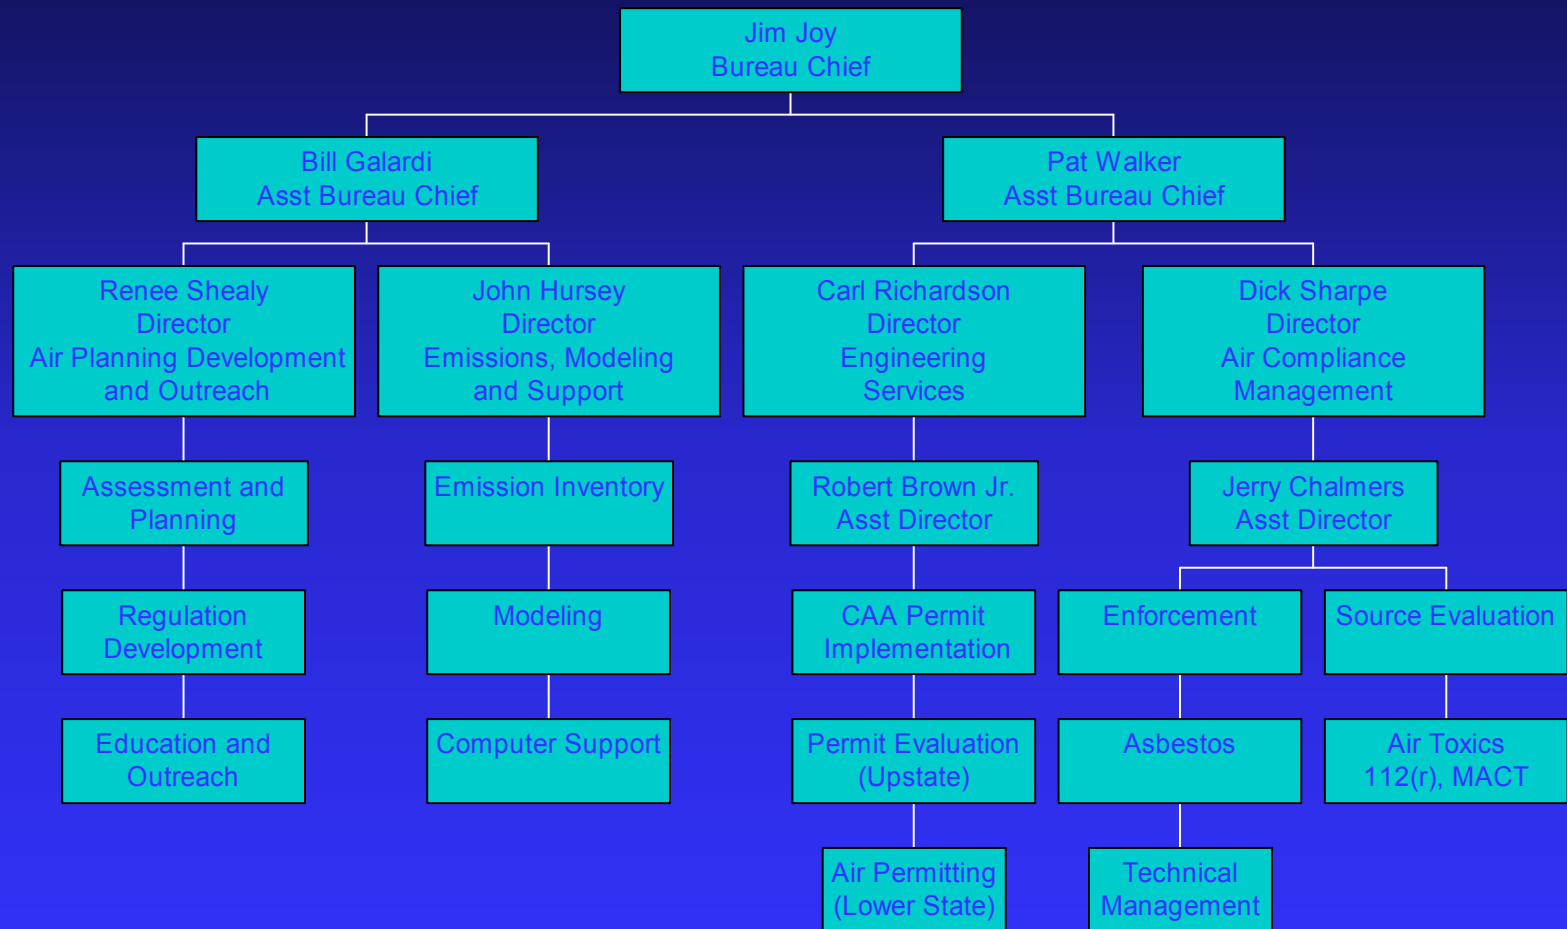 Jim Joy
Bureau Chief
Bill Galardi
Asst Bureau Chief
Pat Walker
Asst Bureau Chief
Renee Shealy
Director
Air Planning Development
and Outreach
John Hursey
Director
Emissions, Modeling
and Support
Carl Richardson
Director
Engineering
Services
Dick Sharpe
Director
Air Compliance
Management
Assessment and
Planning
Emission Inventory
Robert Brown Jr.
Asst Director
Jerry Chalmers
Asst Director
Regulation
Development
Modeling
CAA Permit
Implementation
Enforcement
Source Evaluation
Education and
Outreach
Computer Support
Permit Evaluation
(Upstate)
Asbestos
Air Toxics
112(r), MACT
Air Permitting
(Lower State)
Technical
Management